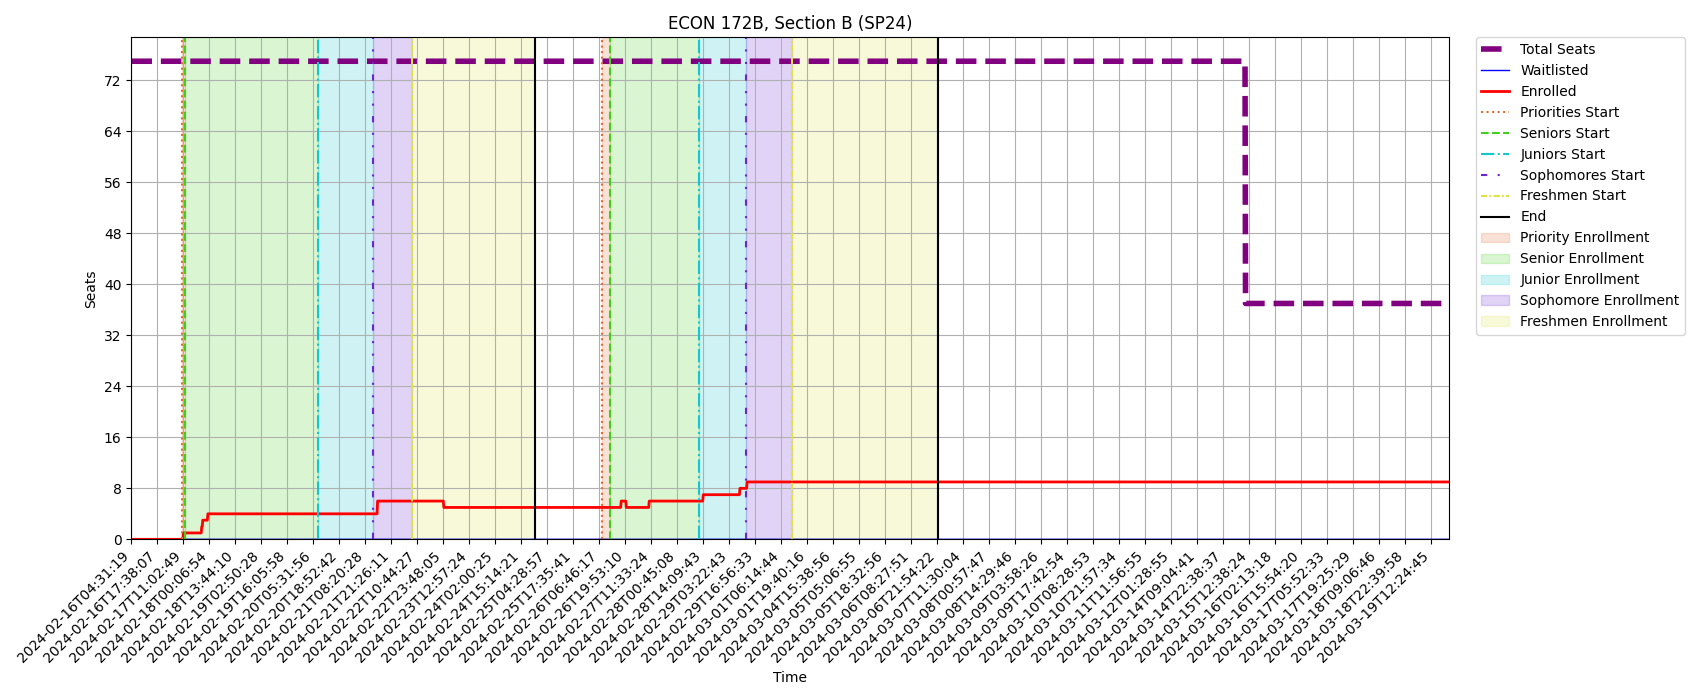 ECON 172B, Section B (SP24)
Seats
72
64
56
48
40
32
24
16
8
0
2024-02-16T04:31:19
2024-02-16T17:38:07
2024-02-17T11:02:49
2024-02-18T00:06:54
2024-02-18T13:44:10
2024-02-19T02:50:28
2024-02-19T16:05:58
2024-02-20T05:31:56
2024-02-20T18:52:42
2024-02-21T08:20:28
2024-02-21T21:26:11
2024-02-22T10:44:27
2024-02-22T23:48:05
2024-02-23T12:57:24
2024-02-24T02:00:25
2024-02-24T15:14:21
2024-02-25T04:28:57
2024-02-25T17:35:41
2024-02-26T06:46:17
2024-02-26T19:53:10
2024-02-27T11:33:24
2024-02-28T00:45:08
2024-02-28T14:09:43
2024-02-29T03:22:43
2024-02-29T16:56:33
2024-03-01T06:14:44
2024-03-01T19:40:16
2024-03-04T15:38:56
2024-03-05T05:06:55
2024-03-05T18:32:56
2024-03-06T08:27:51
2024-03-06T21:54:22
2024-03-07T11:30:04
2024-03-08T00:57:47
2024-03-08T14:29:46
2024-03-09T03:58:26
2024-03-09T17:42:54
2024-03-10T08:28:53
2024-03-10T21:57:34
2024-03-11T11:56:55
2024-03-12T01:28:55
2024-03-14T09:04:41
2024-03-14T22:38:37
2024-03-15T12:38:24
2024-03-16T02:13:18
2024-03-16T15:54:20
2024-03-17T05:52:33
2024-03-17T19:25:29
2024-03-18T09:06:46
2024-03-18T22:39:58
2024-03-19T12:24:45
Time
Total Seats
Waitlisted
Enrolled
Priorities Start
Seniors Start
Juniors Start
Sophomores Start
Freshmen Start
End
Priority Enrollment
Senior Enrollment
Junior Enrollment
Sophomore Enrollment
Freshmen Enrollment